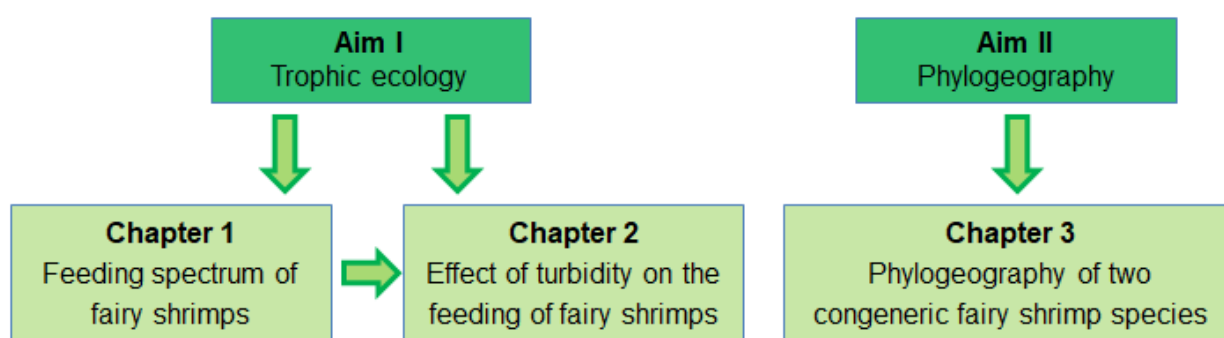 Aim I
Trophic ecology
Aim II
Phylogeography
Chapter 1
Feeding spectrum of
fairy shrimps
Chapter 2
Effect of turbidity on the
feeding of fairy shrimps
Chapter 3
Phylogeography of two
congeneric fairy shrimp species